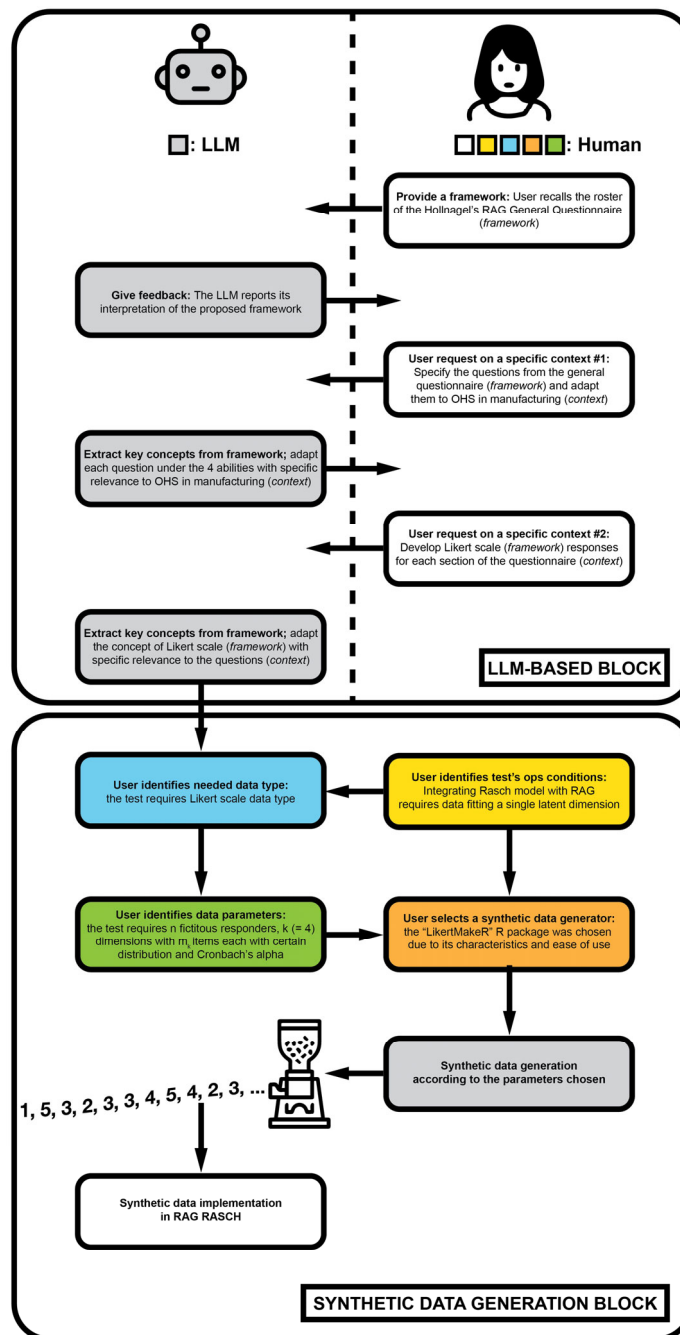 : LLM
: Human
Provide a framework: User recalls the roster
of the Hollnagel's RAG General Questionnaire
(framework)
Give feedback: The LLM reports its
interpretation of the proposed framework
User request on a specific context #1:
Specify the questions from the general
questionnaire (framework) and adapt
them to OHS in manufacturing (context)
Extract key concepts from framework; adapt
each question under the 4 abilities with specific
relevance to OHS in manufacturing (context)
User request on a specific context #2:
Develop Likert scale (framework) responses
for each section of the questionnaire (context)
Extract key concepts from framework; adapt
the concept of Likert scale (framework) with
specific relevance to the questions (context)
LLM-BASED BLOCK
User identifies needed data type:
the test requires Likert scale data type
User identifies test's ops conditions:
Integrating Rasch model with RAG
requires data fitting a single latent dimension
User identifies data parameters:
the test requires n fictitous responders, k (= 4)
dimensions with mk items each with certain
distribution and Cronbach's alpha
User selects a synthetic data generator:
the "LikertMakeR" R package was chosen
due to its characteristics and ease of use
Synthetic data generation
according to the parameters chosen
1, 5, 3, 2, 3, 3, 4, 5, 4, 2, 3, ...
Synthetic data implementation
in RAG RASCH
SYNTHETIC DATA GENERATION BLOCK